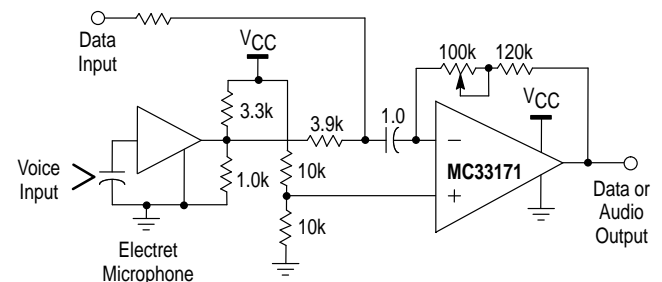 Data
Input
VCC
3.3k
3.9k
1.0
100k
120k
VCC
Voice
Input
1.0k
10k
10k
MC33171
−
+
Electret
Microphone
Data or
Audio
Output